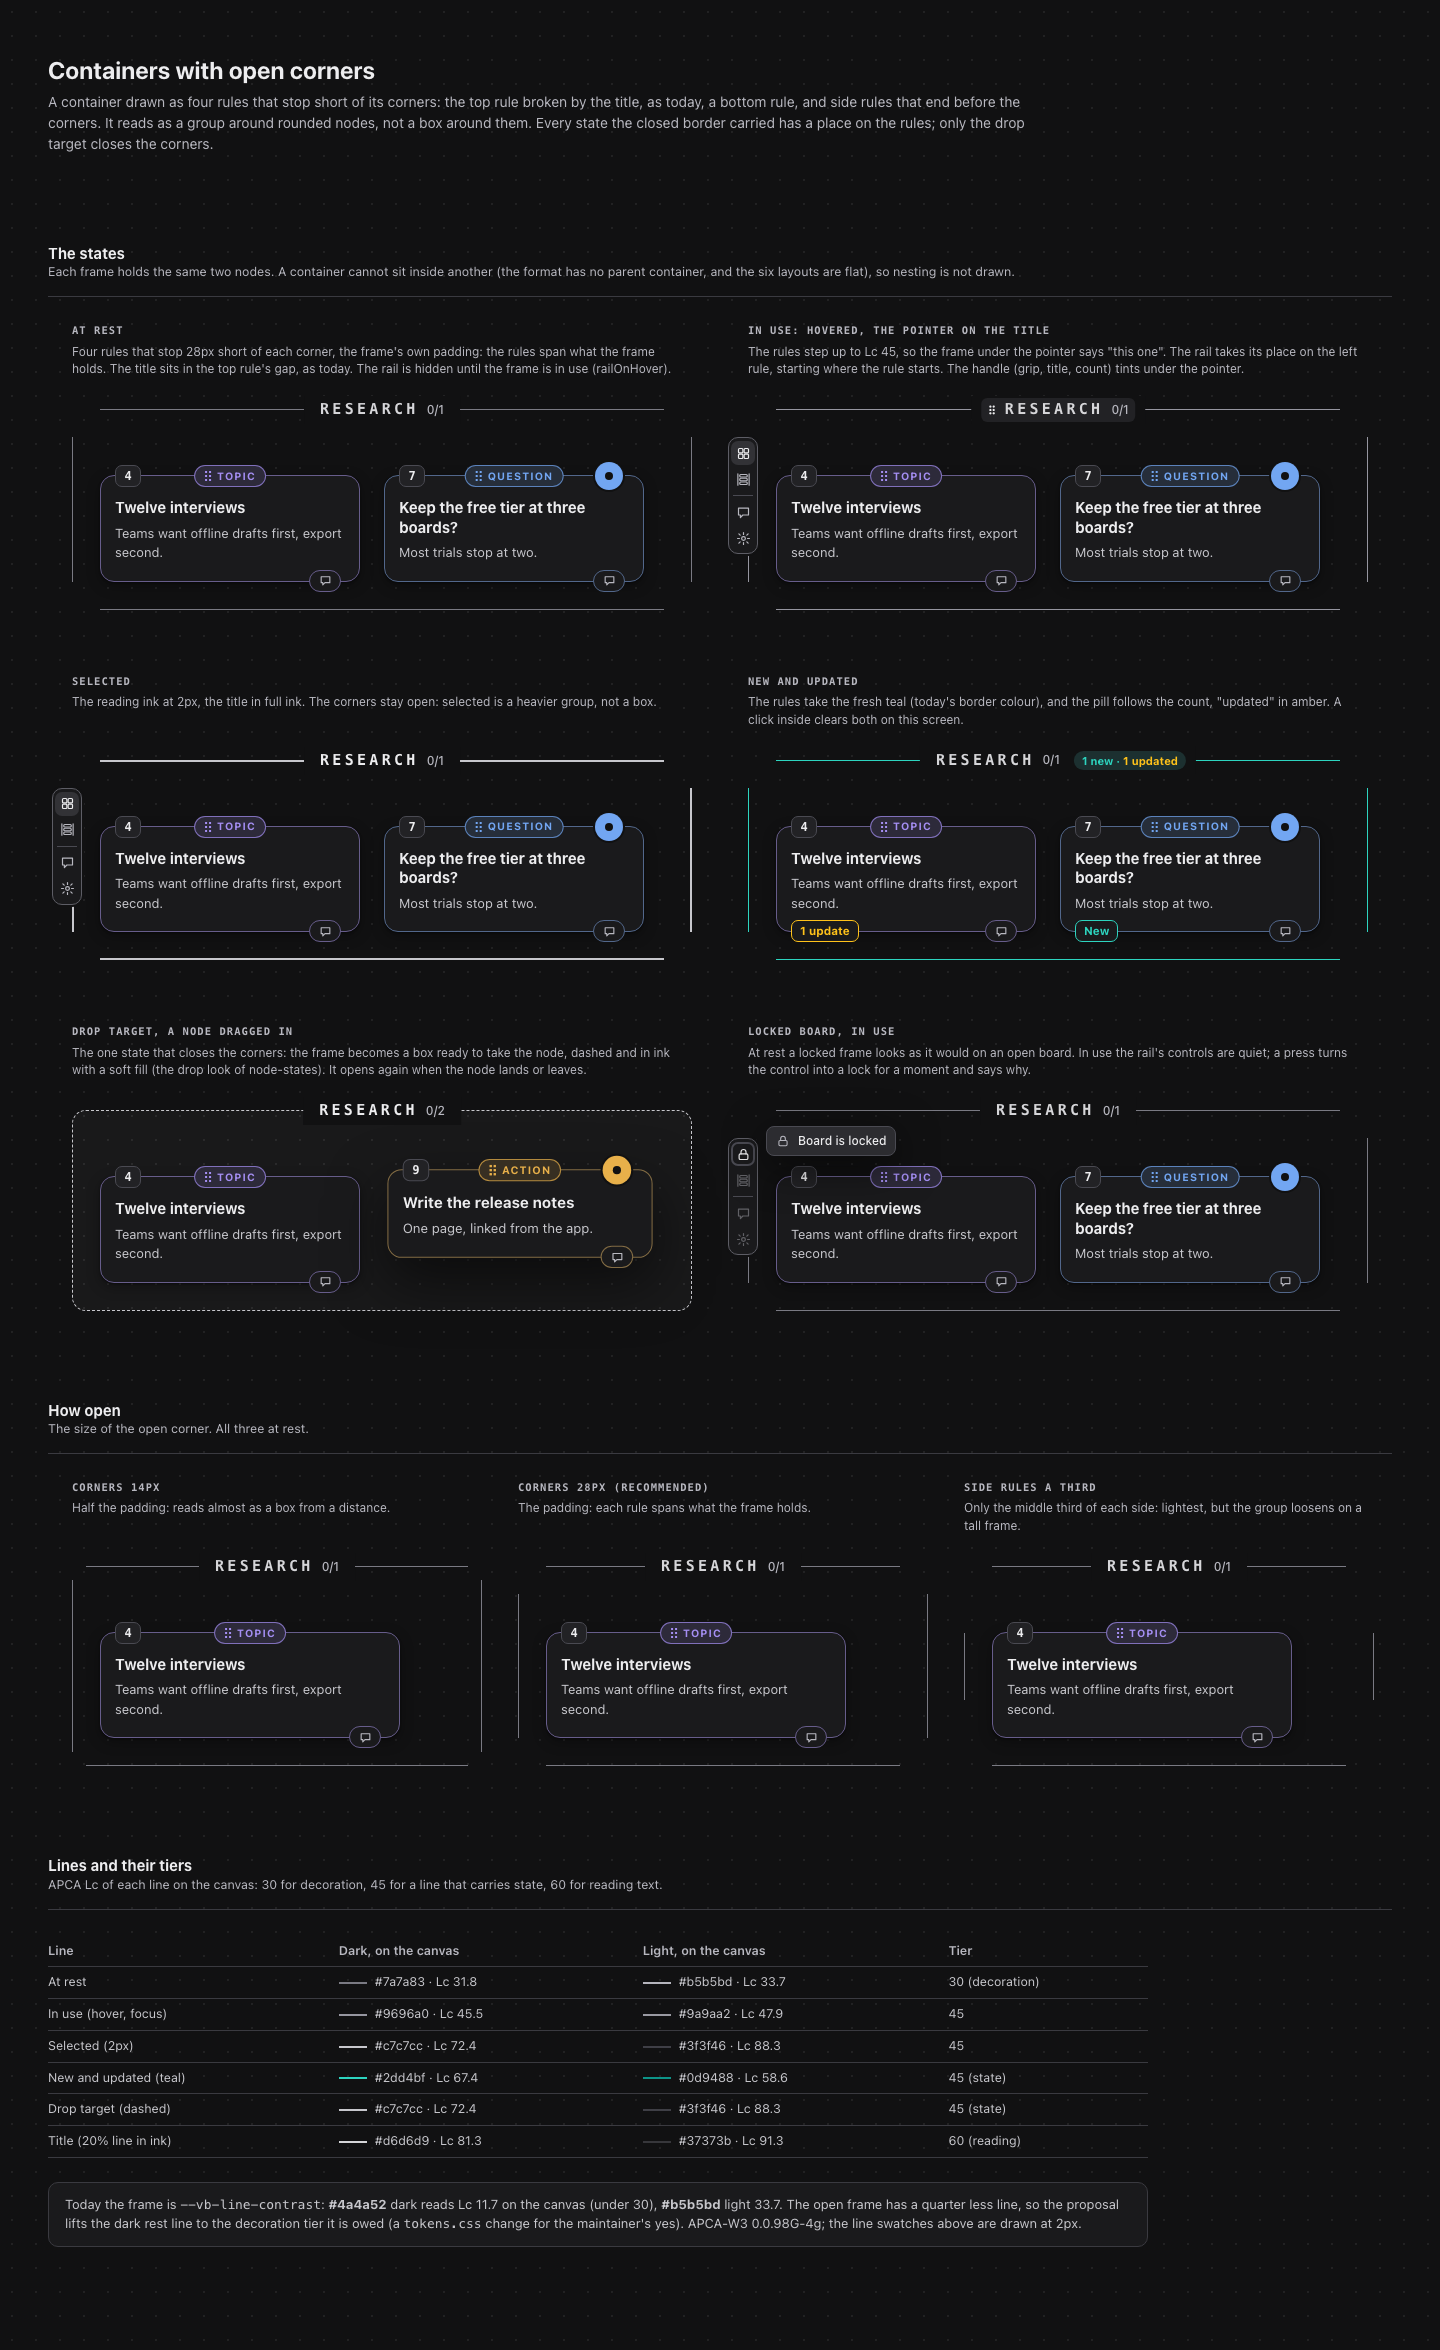 Containers with open corners
A container drawn as four rules that stop short of its corners: the top rule broken by the title, as today, a bottom rule, and side rules that end before the
corners. It reads as a group around rounded nodes, not a box around them. Every state the closed border carried has a place on the rules; only the drop
target closes the corners.
The states
Each frame holds the same two nodes. A container cannot sit inside another (the format has no parent container, and the six layouts are flat), so nesting is not drawn.
AT REST
Four rules that stop 28px short of each corner, the frame's own padding: the rules span what the frame
holds. The title sits in the top rule's gap, as today. The rail is hidden until the frame is in use (railOnHover).
RESEARCH 0/1
4 TOPIC
Twelve interviews
Teams want offline drafts first, export
second.
7 QUESTION
Keep the free tier at three
boards?
Most trials stop at two.
IN USE: HOVERED, THE POINTER ON THE TITLE
The rules step up to Lc 45, so the frame under the pointer says "this one". The rail takes its place on the left
rule, starting where the rule starts. The handle (grip, title, count) tints under the pointer.
RESEARCH 0/1
4 TOPIC
Twelve interviews
Teams want offline drafts first, export
second.
7 QUESTION
Keep the free tier at three
boards?
Most trials stop at two.
SELECTED
The reading ink at 2px, the title in full ink. The corners stay open: selected is a heavier group, not a box.
RESEARCH 0/1
4 TOPIC
Twelve interviews
Teams want offline drafts first, export
second.
7 QUESTION
Keep the free tier at three
boards?
Most trials stop at two.
NEW AND UPDATED
The rules take the fresh teal (today's border colour), and the pill follows the count, "updated" in amber. A
click inside clears both on this screen.
RESEARCH 0/1 1 new · 1 updated
4 TOPIC
Twelve interviews
Teams want offline drafts first, export
second.
1 update
7 QUESTION
Keep the free tier at three
boards?
Most trials stop at two.
New
DROP TARGET, A NODE DRAGGED IN
The one state that closes the corners: the frame becomes a box ready to take the node, dashed and in ink
with a soft fill (the drop look of node-states). It opens again when the node lands or leaves.
RESEARCH 0/2
4 TOPIC
Twelve interviews
Teams want offline drafts first, export
second.
9 ACTION
Write the release notes
One page, linked from the app.
LOCKED BOARD, IN USE
At rest a locked frame looks as it would on an open board. In use the rail's controls are quiet; a press turns
the control into a lock for a moment and says why.
RESEARCH 0/1
Board is locked
4 TOPIC
Twelve interviews
Teams want offline drafts first, export
second.
7 QUESTION
Keep the free tier at three
boards?
Most trials stop at two.
How open
The size of the open corner. All three at rest.
CORNERS 14PX
Half the padding: reads almost as a box from a distance.
RESEARCH 0/1
4 TOPIC
Twelve interviews
Teams want offline drafts first, export
second.
CORNERS 28PX (RECOMMENDED)
The padding: each rule spans what the frame holds.
RESEARCH 0/1
4 TOPIC
Twelve interviews
Teams want offline drafts first, export
second.
SIDE RULES A THIRD
Only the middle third of each side: lightest, but the group loosens on a
tall frame.
RESEARCH 0/1
4 TOPIC
Twelve interviews
Teams want offline drafts first, export
second.
Lines and their tiers
APCA Lc of each line on the canvas: 30 for decoration, 45 for a line that carries state, 60 for reading text.
Line Dark, on the canvas Light, on the canvas Tier
At rest #7a7a83 · Lc 31.8 #b5b5bd · Lc 33.7 30 (decoration)
In use (hover, focus) #9696a0 · Lc 45.5 #9a9aa2 · Lc 47.9 45
Selected (2px) #c7c7cc · Lc 72.4 #3f3f46 · Lc 88.3 45
New and updated (teal) #2dd4bf · Lc 67.4 #0d9488 · Lc 58.6 45 (state)
Drop target (dashed) #c7c7cc · Lc 72.4 #3f3f46 · Lc 88.3 45 (state)
Title (20% line in ink) #d6d6d9 · Lc 81.3 #37373b · Lc 91.3 60 (reading)
Today the frame is --vb-line-contrast: #4a4a52 dark reads Lc 11.7 on the canvas (under 30), #b5b5bd light 33.7. The open frame has a quarter less line, so the proposal
lifts the dark rest line to the decoration tier it is owed (a tokens.css change for the maintainer's yes). APCA-W3 0.0.98G-4g; the line swatches above are drawn at 2px.